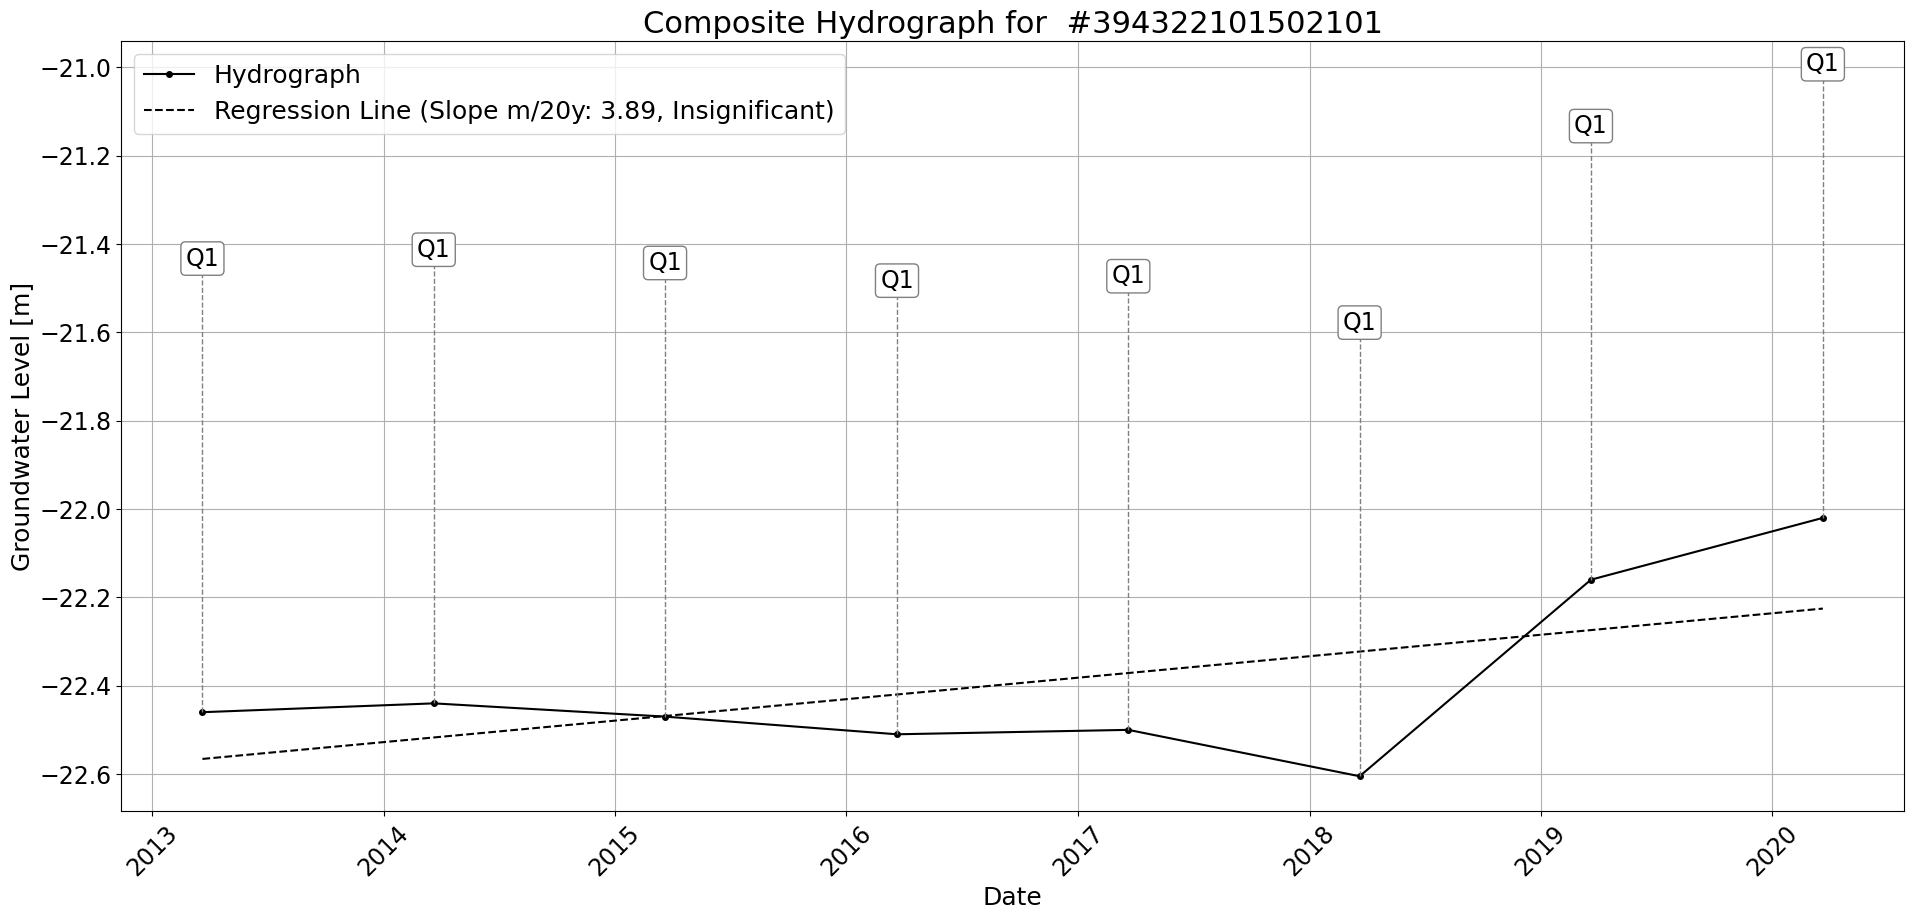 Composite Hydrograph for  #394322101502101
Hydrograph
Regression Line (Slope m/20y: 3.89, Insignificant)
Groundwater Level [m]
−21.0
−21.2
−21.4
−21.6
−21.8
−22.0
−22.2
−22.4
−22.6
Q1
Q1
Q1
Q1
Q1
Q1
Q1
Q1
2013
2014
2015
2016
2017
2018
2019
2020
Date